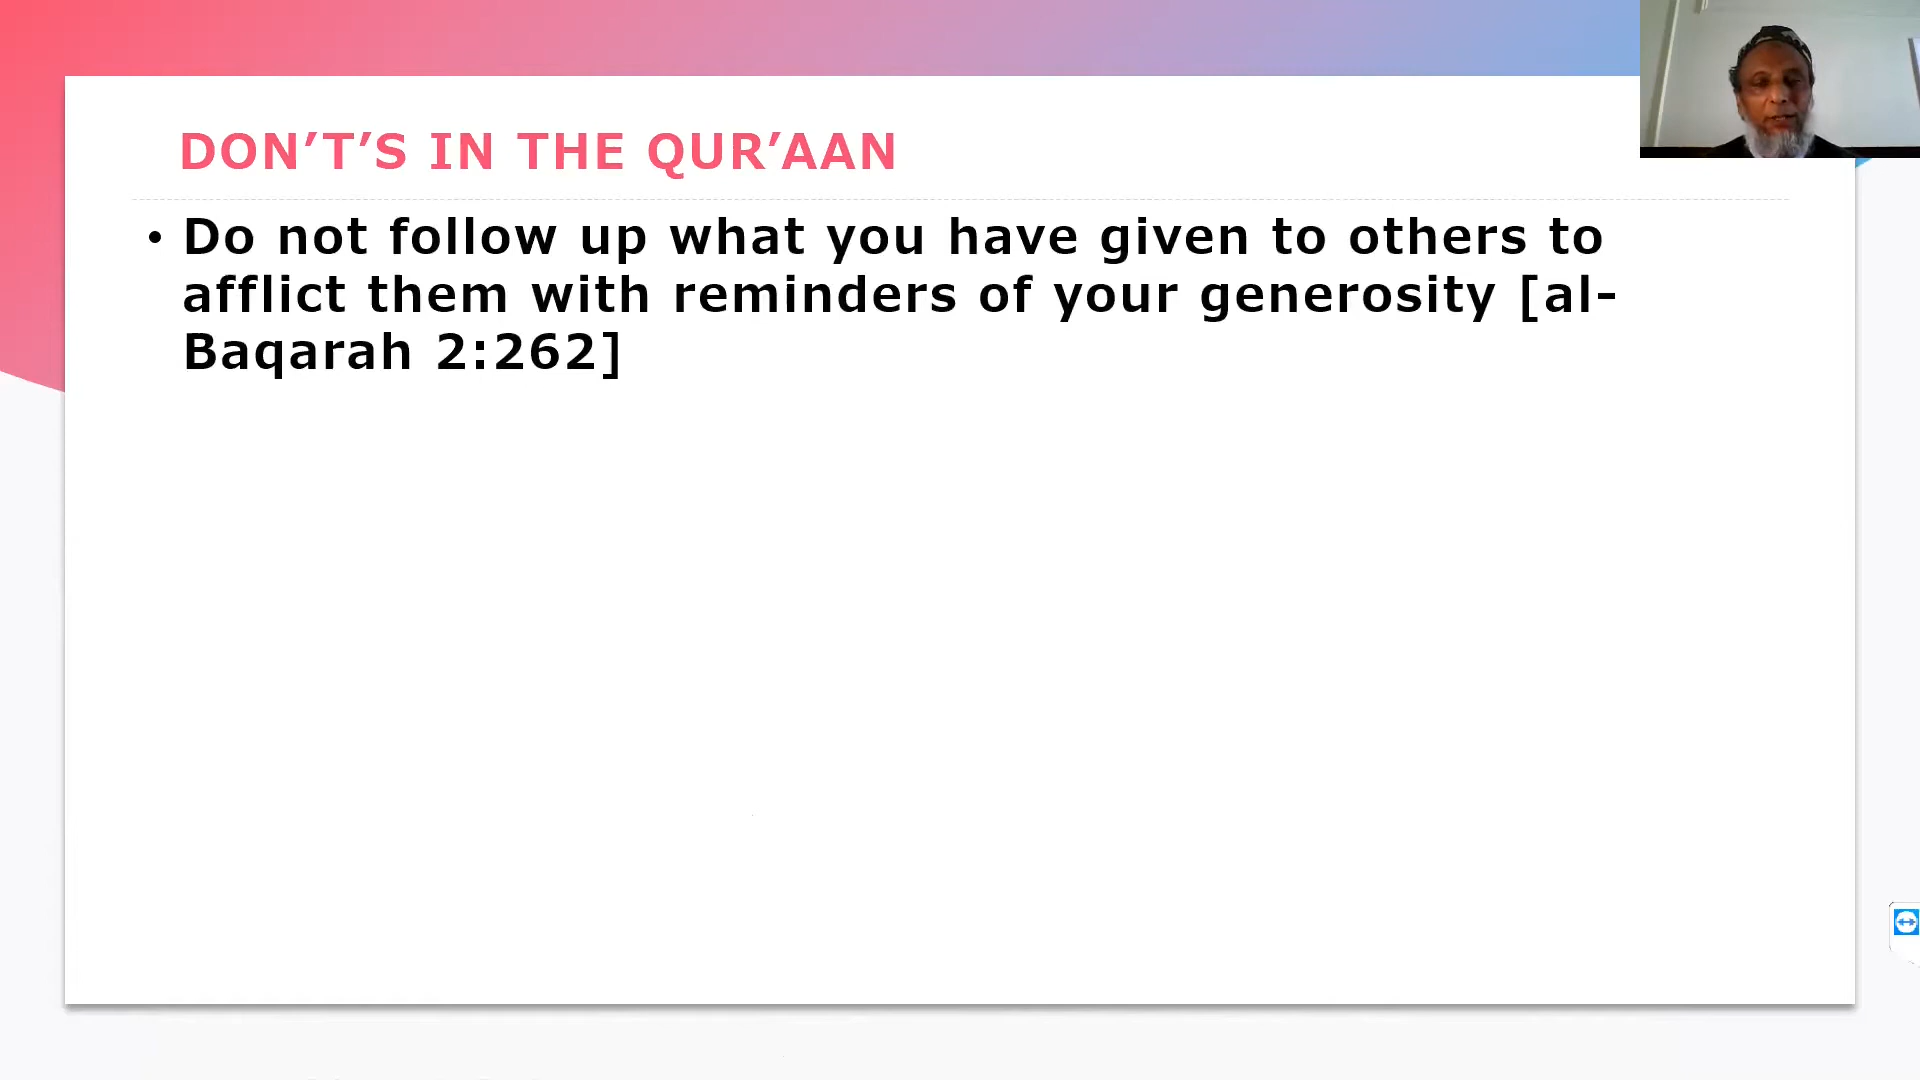 DON’T’S IN THE QUR’AAN
• Do not follow up what you have given to others to
afflict them with reminders of your generosity [al-
Baqarah 2:262]